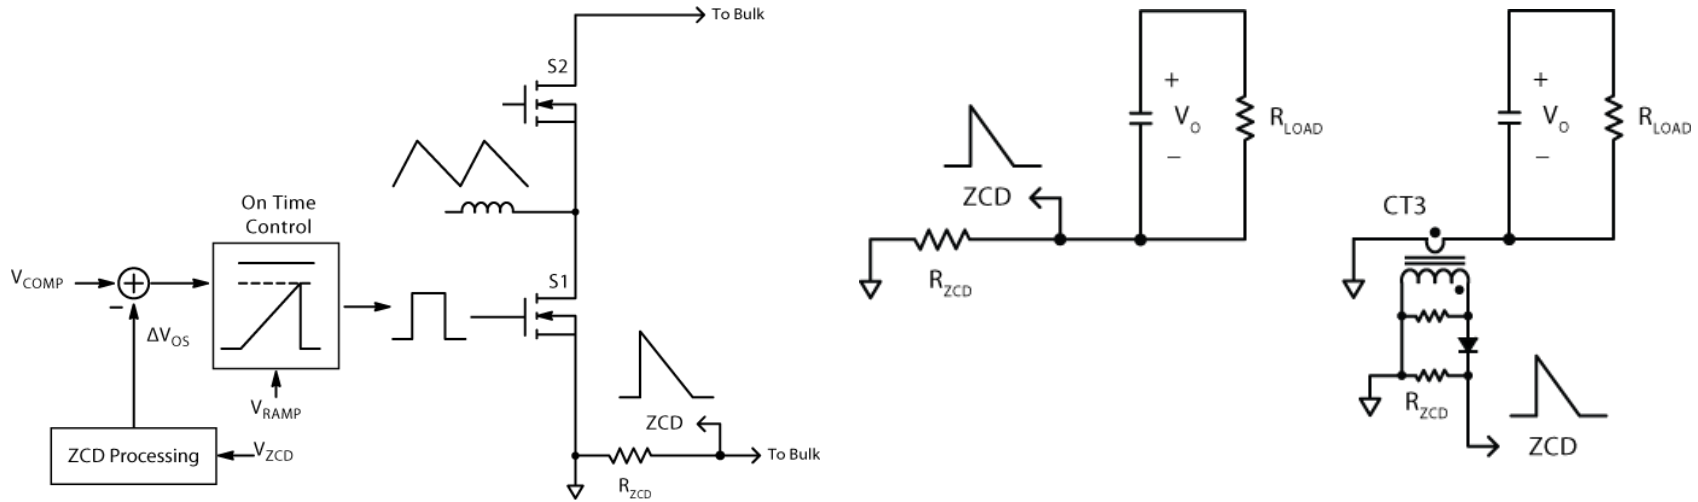 To Bulk
S2
On Time
Control
V_COMP
+
−
ΔV_OS
V_RAMP
ZCD Processing
V_ZCD
S1
ZCD
To Bulk
R_ZCD
+
V_O
−
R_LOAD
ZCD
R_ZCD
+
V_O
−
R_LOAD
CT3
R_ZCD
ZCD